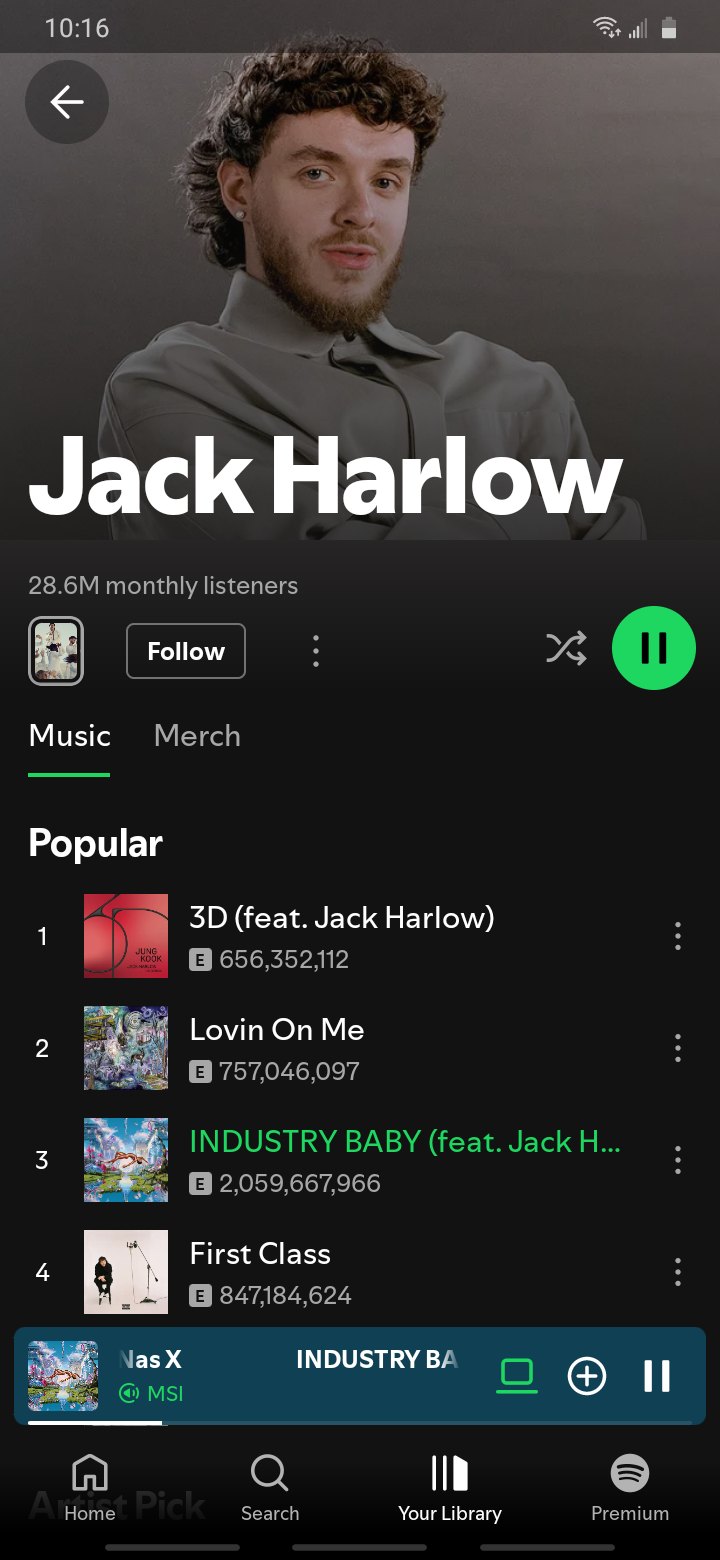 10:16
Jack Harlow
28.6M monthly listeners
Follow
Music Merch
Popular
1
3D (feat. Jack Harlow)
E 656,352,112
JUNG
KOOK
2
Lovin On Me
E 757,046,097
3
INDUSTRY BABY (feat. Jack H...
E 2,059,667,966
4
First Class
E 847,184,624
Nas X INDUSTRY BA
MSI
Artist Pick
Home Search Your Library Premium